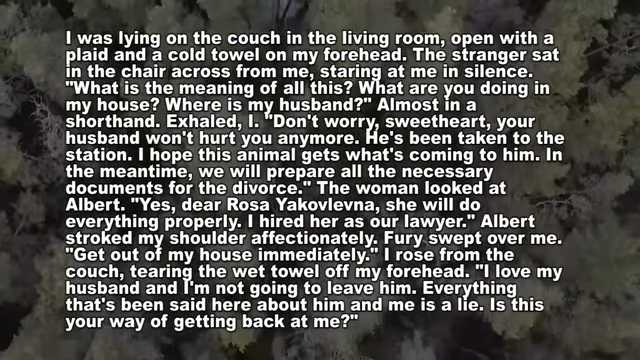 I was lying on the couch in the living room, open with a
plaid and a cold towel on my forehead. The stranger sat
in the chair across from me, staring at me in silence.
"What is the meaning of all this? What are you doing in
my house? Where is my husband?" Almost in a
shorthand. Exhaled, I. "Don't worry, sweetheart, your
husband won't hurt you anymore. He's been taken to the
station. I hope this animal gets what's coming to him. In
the meantime, we will prepare all the necessary
documents for the divorce." The woman looked at
Albert. "Yes, dear Rosa Yakovlevna, she will do
everything properly. I hired her as our lawyer." Albert
stroked my shoulder affectionately. Fury swept over me.
"Get out of my house immediately." I rose from the
couch, tearing the wet towel off my forehead. "I love my
husband and I'm not going to leave him. Everything
that's been said here about him and me is a lie. Is this
your way of getting back at me?"